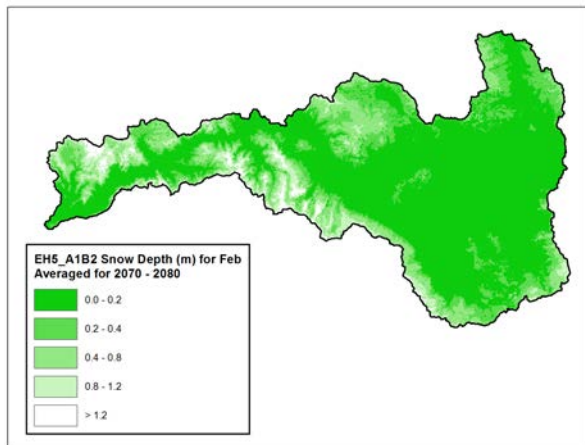 EH5_A1B2 Snow Depth (m) for Feb
Averaged for 2070 - 2080
0.0 - 0.2
0.2 - 0.4
0.4 - 0.8
0.8 - 1.2
> 1.2